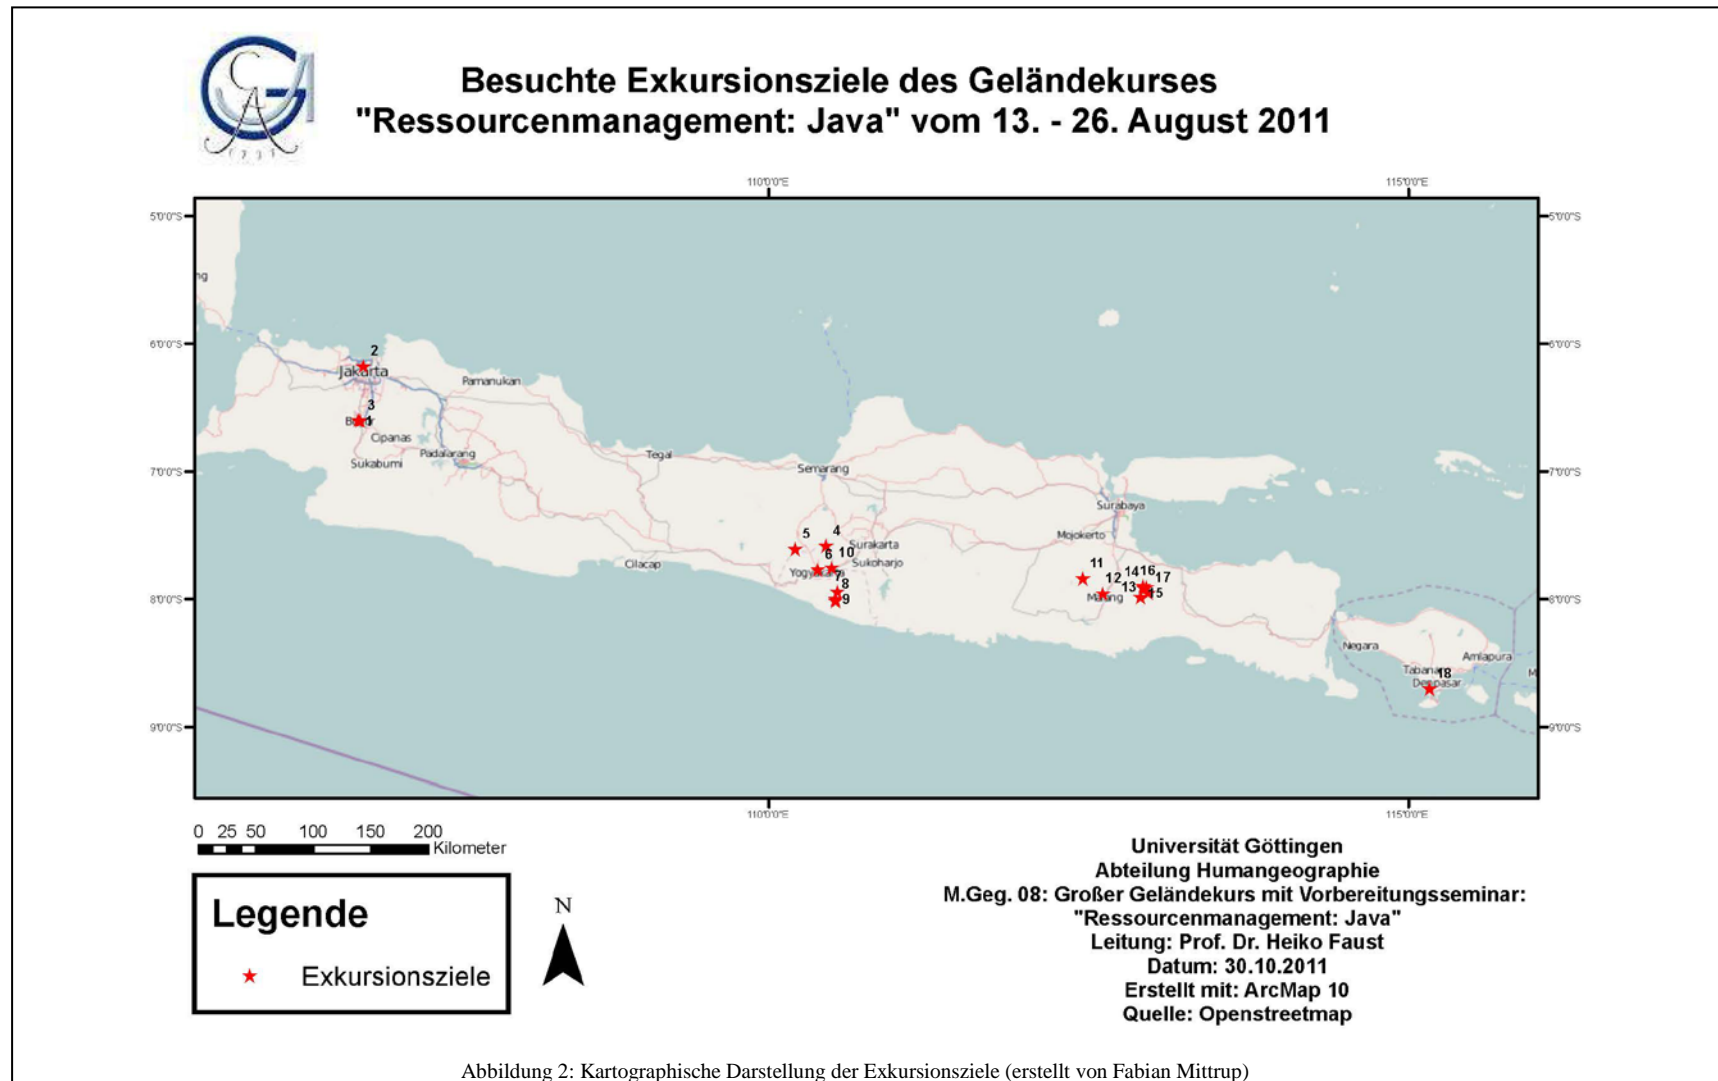 Besuchte Exkursionsziele des Geländekurses
"Ressourcenmanagement: Java" vom 13. - 26. August 2011
110°0'0"E 115°0'0"E
5°0'0"S 5°0'0"S
ng
6°0'0"S 6°0'0"S
2
Jakarta
Pamanukan
3
1
Cipanas
Padalarang
Sukabumi
Tegal
Semarang
7°0'0"S 7°0'0"S
Surabaya
Mojokerto
5 4
Surakarta
6 10
Sukoharjo
Cilacap
Yogyakarta
7
8
9
11
12
Malang
13
14 16
17
15
8°0'0"S 8°0'0"S
Negara
Amlapura
Tabanan
18
Denpasar
M
9°0'0"S 9°0'0"S
110°0'0"E 115°0'0"E
0 25 50 100 150 200
Kilometer
Legende
Exkursionsziele
N
Universität Göttingen
Abteilung Humangeographie
M.Geg. 08: Großer Geländekurs mit Vorbereitungsseminar:
"Ressourcenmanagement: Java"
Leitung: Prof. Dr. Heiko Faust
Datum: 30.10.2011
Erstellt mit: ArcMap 10
Quelle: Openstreetmap
Abbildung 2: Kartographische Darstellung der Exkursionsziele (erstellt von Fabian Mittrup)